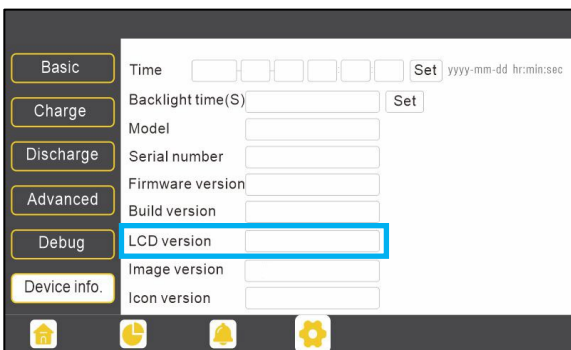 Basic
Charge
Discharge
Advanced
Debug
Device info.
Time Set yyyy-mm-dd hr:min:sec
Backlight time(S) Set
Model
Serial number
Firmware version
Build version
LCD version
Image version
Icon version